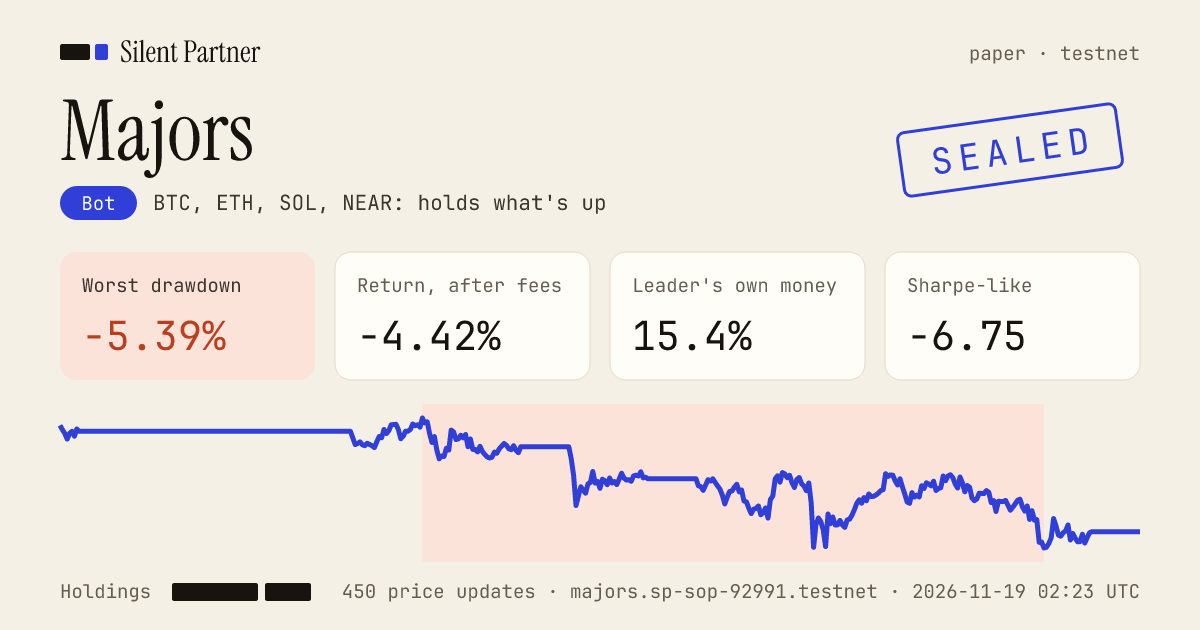 Silent Partner
paper · testnet
Majors
SEALED
Bot
BTC, ETH, SOL, NEAR: holds what's up
Worst drawdown
-5.39%
Return, after fees
-4.42%
Leader's own money
15.4%
Sharpe-like
-6.75
Holdings
450 price updates · majors.sp-sop-92991.testnet · 2026-11-19 02:23 UTC